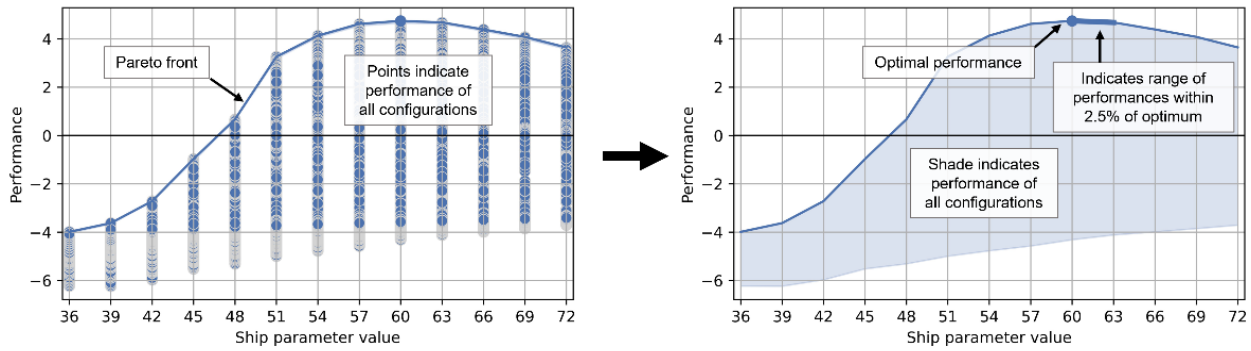 Performance
4
2
0
−2
−4
−6
Pareto front
Points indicate
performance of
all configurations
36 39 42 45 48 51 54 57 60 63 66 69 72
Ship parameter value
Performance
4
2
0
−2
−4
−6
Optimal performance
Indicates range of
performances within
2.5% of optimum
Shade indicates
performance of
all configurations
36 39 42 45 48 51 54 57 60 63 66 69 72
Ship parameter value